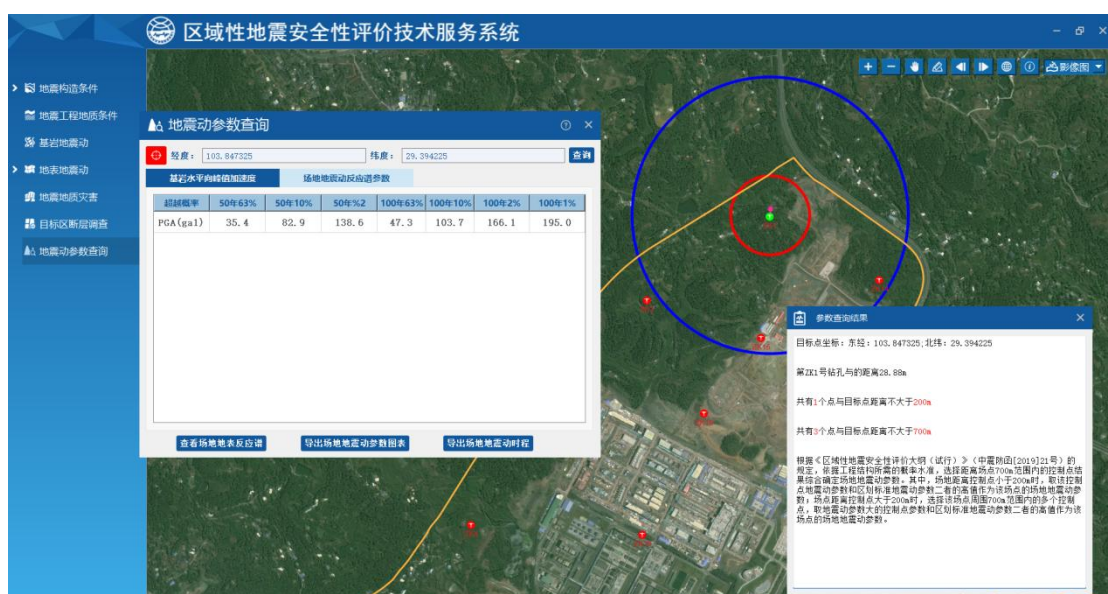 区域性地震安全性评价技术服务系统
影像图
地震构造条件
地震工程地质条件
基岩地震动
地表地震动
地震地质灾害
目标区断层调查
地震动参数查询
地震动参数查询
经度: 103.847325 纬度: 29.394225 查询
基岩水平向峰值加速度 场地地震动反应谱参数
超越概率 50年63% 50年10% 50年%2 100年63% 100年10% 100年2% 100年1%
PGA(gal) 35.4 82.9 138.6 47.3 103.7 166.1 195.0
查看场地地表反应谱 导出场地地震动参数图表 导出场地地震动时程
参数查询结果
目标点坐标: 东经: 103.847325;北纬: 29.394225
第ZK1号钻孔与的距离28.88m
共有1个点与目标点距离不大于200m
共有3个点与目标点距离不大于700m
根据《区域性地震安全性评价大纲（试行）》（中震防函[2019]21号）的
规定，依据工程结构所需的概率水准，选择距离场点700m范围内的控制点结
果综合确定场地地震动参数。其中，场地距离控制点小于200m时，取该控制
点地震动参数和区划标准地震动参数二者的高值作为该场点的场地地震动参
数；场点距离控制点大于200m时，选择该场点周围700m范围内的多个控制
点，取地震动参数大的控制点参数和区划标准地震动参数二者的高值作为该
场点的场地地震动参数。